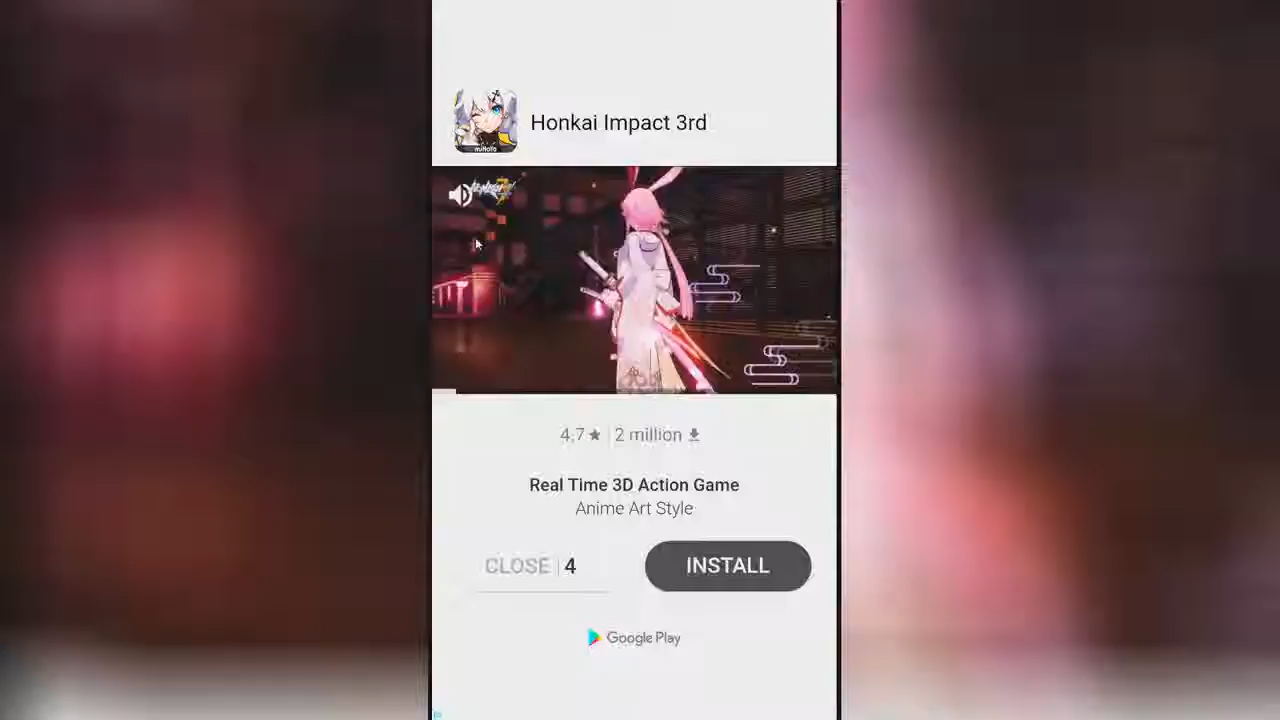 miHoYo
Honkai Impact 3rd
4.7 ★ | 2 million
Real Time 3D Action Game
Anime Art Style
CLOSE | 4
INSTALL
Google Play